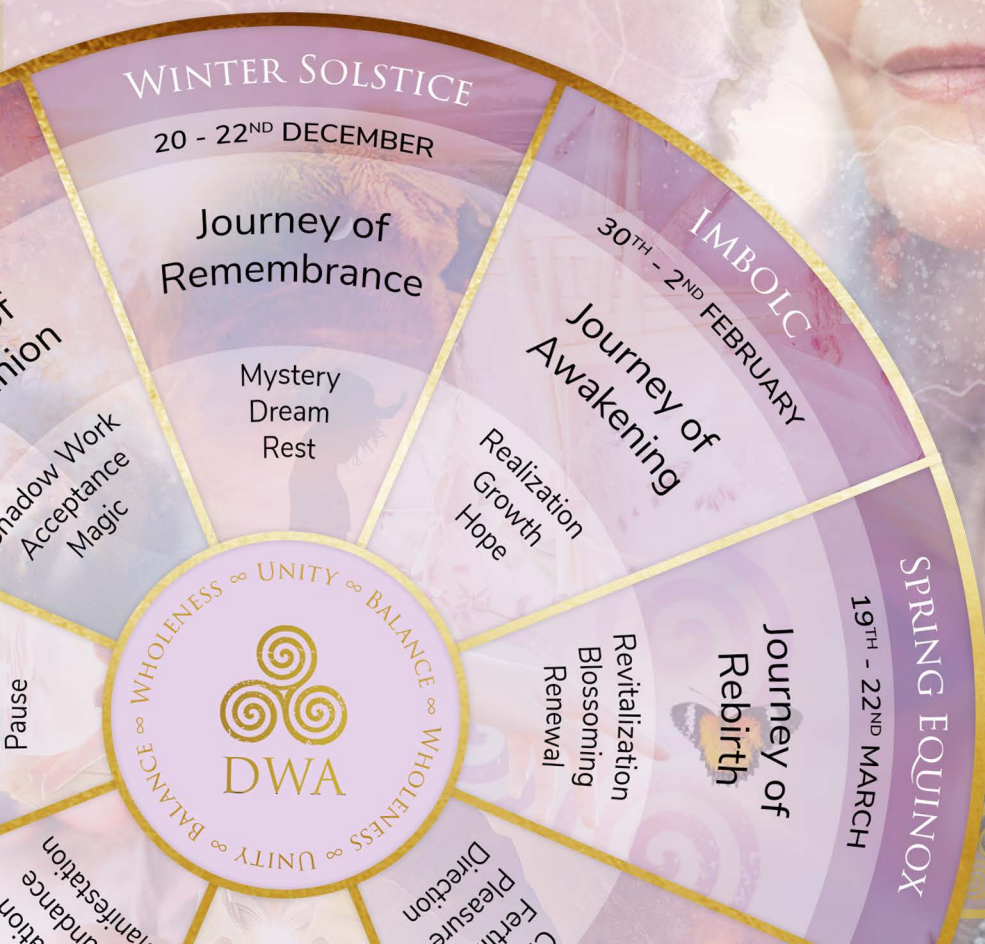 WINTER SOLSTICE
20 - 22ND DECEMBER
Journey of
Remembrance
Mystery
Dream
Rest
IMBOLC
30TH - 2ND FEBRUARY
Journey of
Awakening
Realization
Growth
Hope
SPRING EQUINOX
19TH - 22ND MARCH
Journey of
Rebirth
Revitalization
Blossoming
Renewal
Direction
Pleasure
Work
Acceptance
Magic
Pause
WHOLENESS ∞ UNITY ∞ BALANCE ∞ WHOLENESS ∞ UNITY ∞ BALANCE ∞
DWA